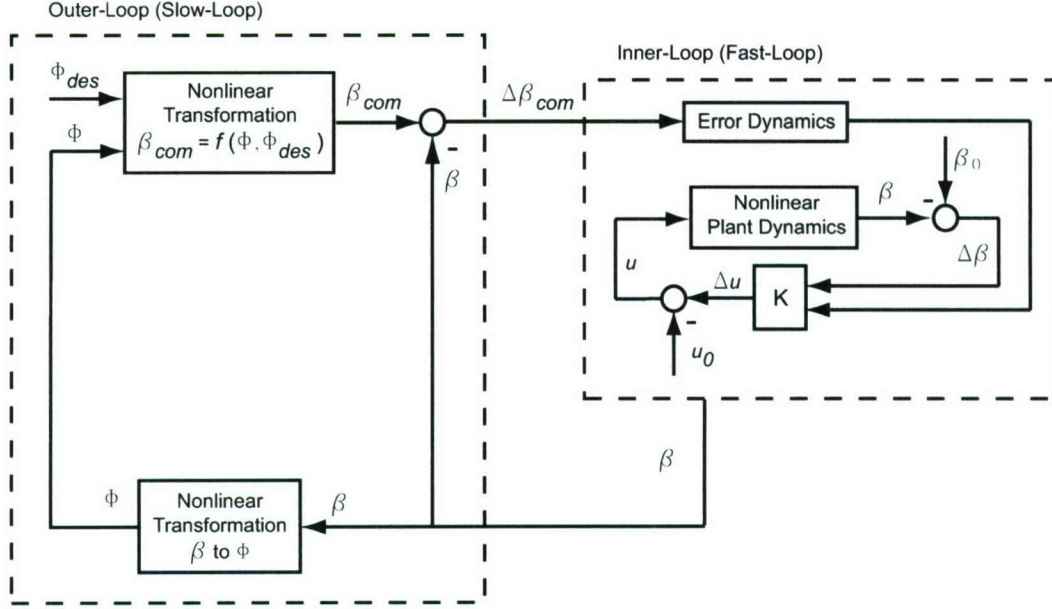 Outer-Loop (Slow-Loop)
Φdes
Φ
Nonlinear
Transformation
βcom = f (Φ, Φdes )
βcom
-
β
Δβcom
Inner-Loop (Fast-Loop)
Error Dynamics
β0
Nonlinear
Plant Dynamics
β
-
Δβ
u
Δu
K
-
u0
β
Φ
Nonlinear
Transformation
β to Φ
β